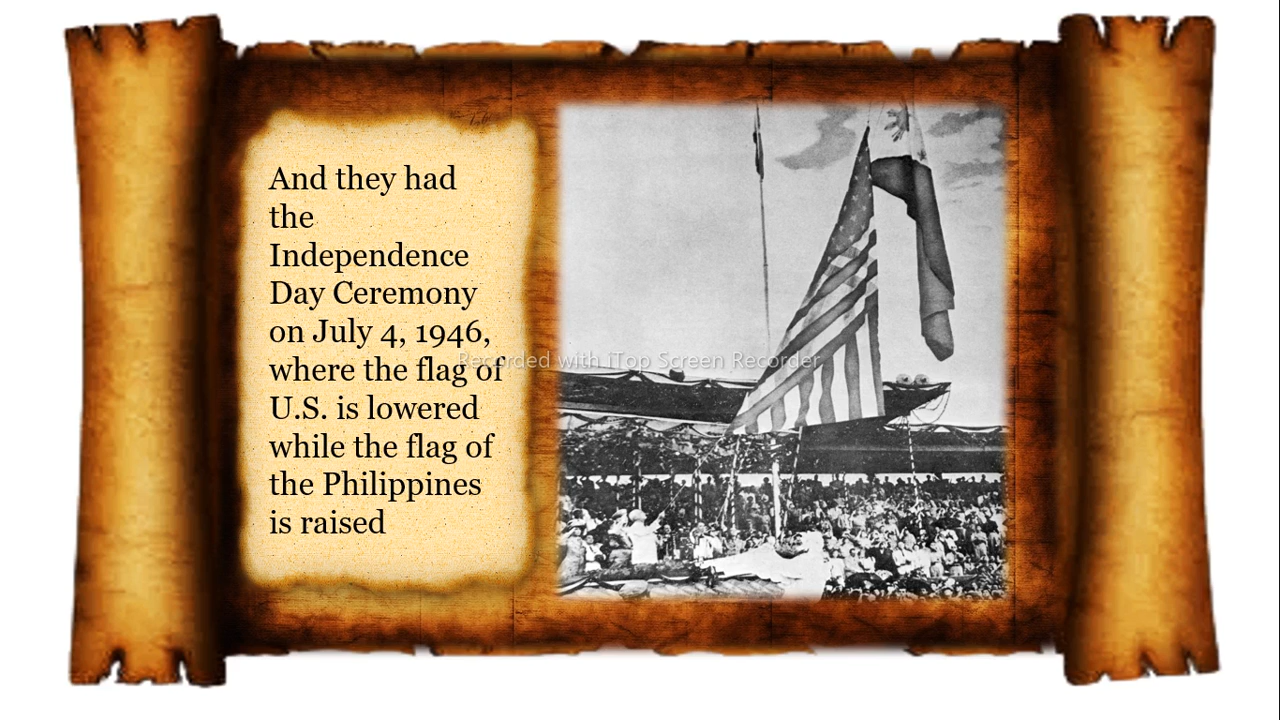 And they had
the
Independence
Day Ceremony
on July 4, 1946,
where the flag of
U.S. is lowered
while the flag of
the Philippines
is raised
Recorded with iTop Screen Recorder